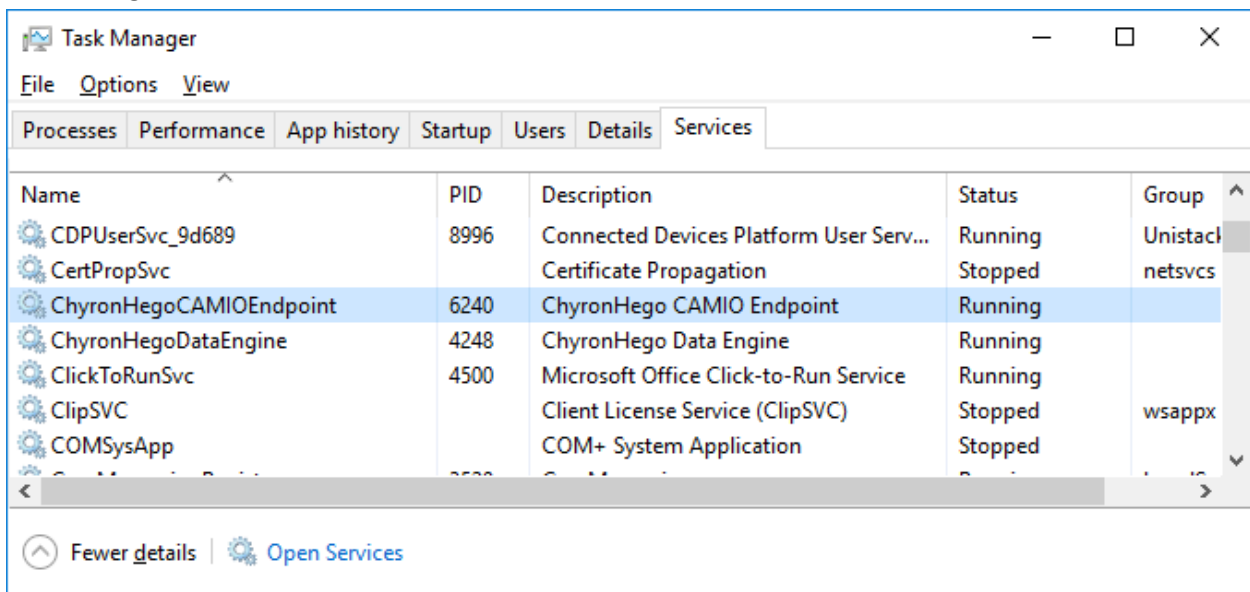 Task Manager
File Options View
Processes Performance App history Startup Users Details Services
Name PID Description Status Group
CDPUserSvc_9d689 8996 Connected Devices Platform User Serv... Running Unistack
CertPropSvc Certificate Propagation Stopped netsvcs
ChyronHegoCAMIOEndpoint 6240 ChyronHego CAMIO Endpoint Running
ChyronHegoDataEngine 4248 ChyronHego Data Engine Running
ClickToRunSvc 4500 Microsoft Office Click-to-Run Service Running
ClipSVC Client License Service (ClipSVC) Stopped wsappx
COMSysApp COM+ System Application Stopped
Fewer details Open Services